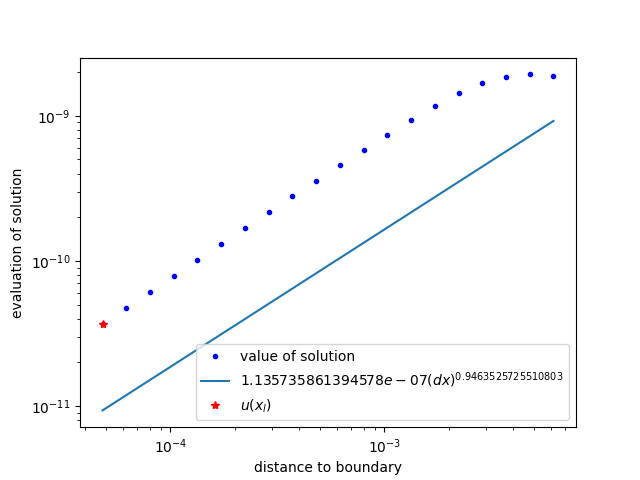 10⁻⁹
10⁻¹⁰
10⁻¹¹
evaluation of solution
value of solution
1.135735861394578e − 07(dx)^0.9463525725510803
u(x_l)
10⁻⁴
10⁻³
distance to boundary